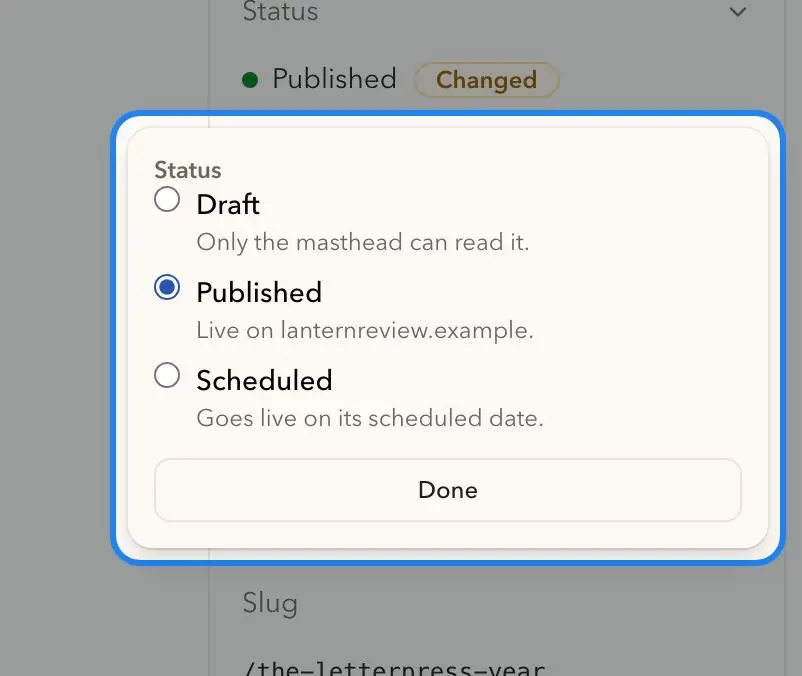 Status
Published Changed
Status
Draft
Only the masthead can read it.
Published
Live on lanternreview.example.
Scheduled
Goes live on its scheduled date.
Done
Slug
/the-letterpress-year